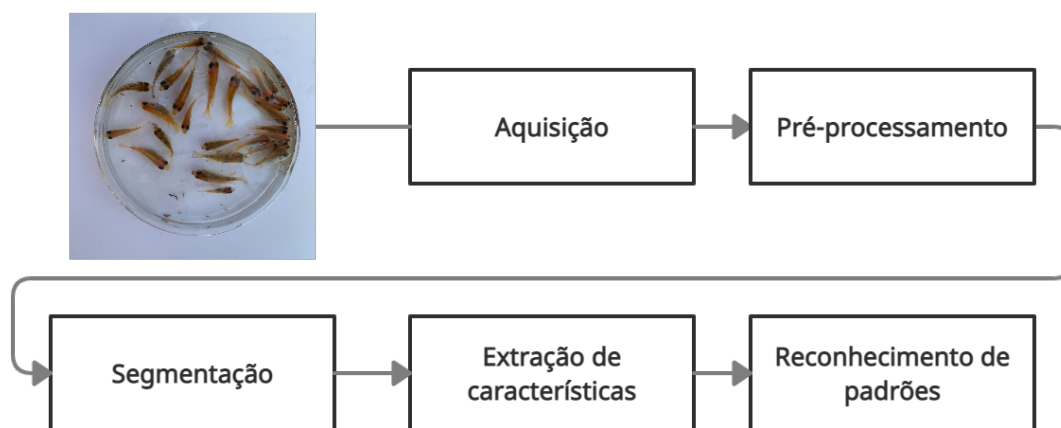 Aquisição
Pré-processamento
Segmentação
Extração de
características
Reconhecimento de
padrões